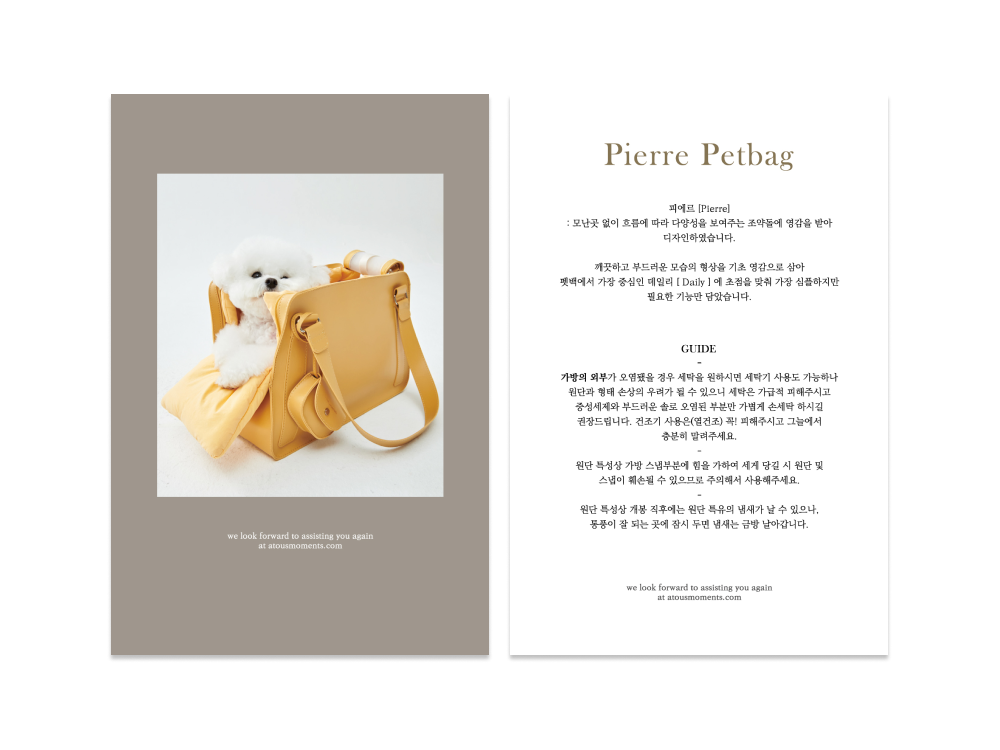 we look forward to assisting you again
at atousmoments.com
Pierre Petbag
피에르 [Pierre]
: 모난곳 없이 흐름에 따라 다양성을 보여주는 조약돌에 영감을 받아
디자인하였습니다.
깨끗하고 부드러운 모습의 형상을 기초 영감으로 삼아
펫백에서 가장 중심인 데일리 [ Daily ] 에 초점을 맞춰 가장 심플하지만
필요한 기능만 담았습니다.
GUIDE
-
가방의 외부가 오염됐을 경우 세탁을 원하시면 세탁기 사용도 가능하나
원단과 형태 손상의 우려가 될 수 있으니 세탁은 가급적 피해주시고
중성세제와 부드러운 솔로 오염된 부분만 가볍게 손세탁 하시길
권장드립니다. 건조기 사용은(열건조) 꼭! 피해주시고 그늘에서
충분히 말려주세요.
-
원단 특성상 가방 스냅부분에 힘을 가하여 세게 당길 시 원단 및
스냅이 훼손될 수 있으므로 주의해서 사용해주세요.
-
원단 특성상 개봉 직후에는 원단 특유의 냄새가 날 수 있으나,
통풍이 잘 되는 곳에 잠시 두면 냄새는 금방 날아갑니다.
we look forward to assisting you again
at atousmoments.com